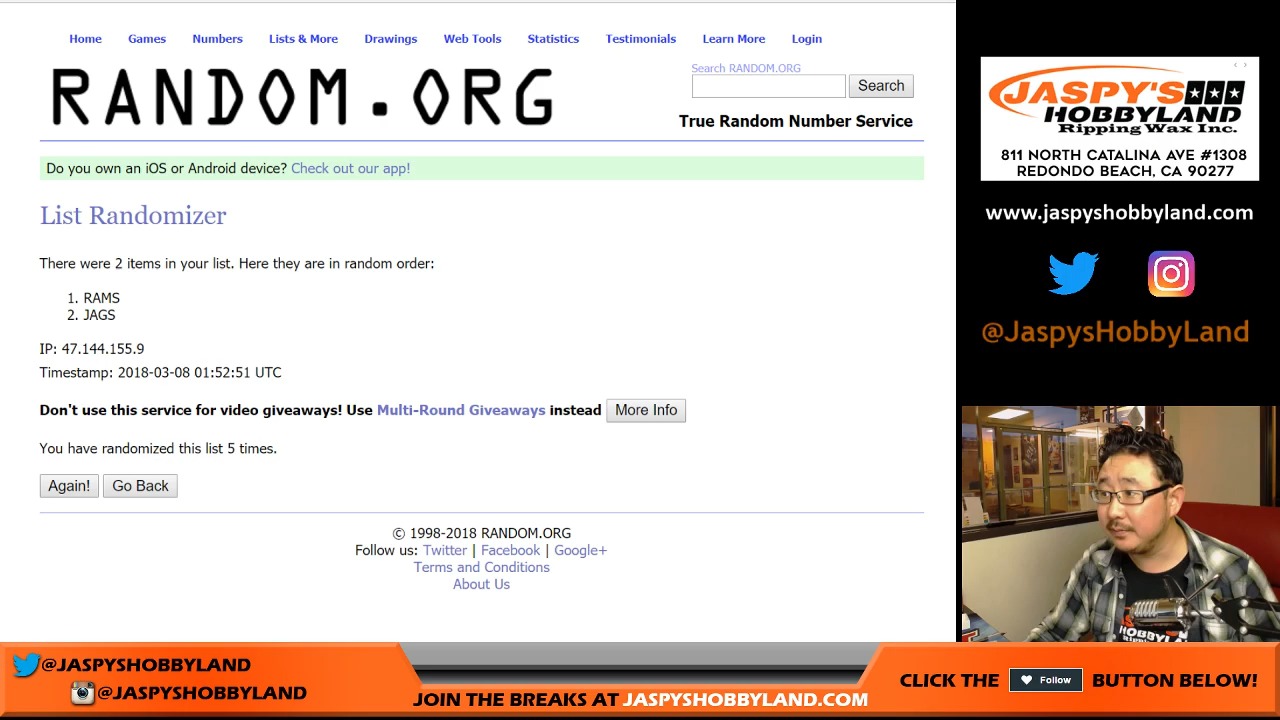 Home Games Numbers Lists & More Drawings Web Tools Statistics Testimonials Learn More Login
RANDOM.ORG
Search RANDOM.ORG
Search
True Random Number Service
Do you own an iOS or Android device? Check out our app!
List Randomizer
There were 2 items in your list. Here they are in random order:
1. RAMS
2. JAGS
IP: 47.144.155.9
Timestamp: 2018-03-08 01:52:51 UTC
Don't use this service for video giveaways! Use Multi-Round Giveaways instead More Info
You have randomized this list 5 times.
Again! Go Back
© 1998-2018 RANDOM.ORG
Follow us: Twitter | Facebook | Google+
Terms and Conditions
About Us
JASPY'S
HOBBYLAND
Ripping Wax Inc.
811 NORTH CATALINA AVE #1308
REDONDO BEACH, CA 90277
www.jaspyshobbyland.com
@JaspysHobbyLand
HOBBYLAND
@JASPYSHOBBYLAND
@JASPYSHOBBYLAND
JOIN THE BREAKS AT JASPYSHOBBYLAND.COM
CLICK THE Follow BUTTON BELOW!